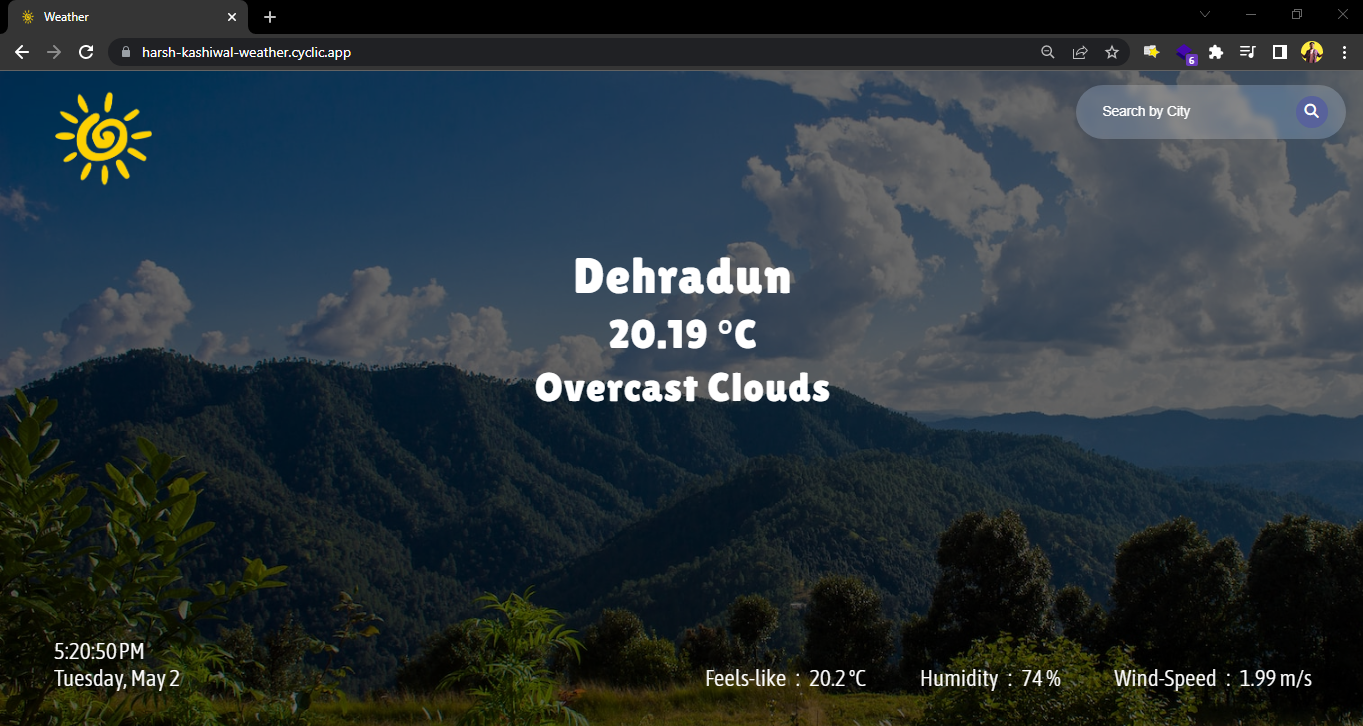 Weather
harsh-kashiwal-weather.cyclic.app
6
Search by City
Dehradun
20.19 °C
Overcast Clouds
5:20:50 PM
Tuesday, May 2
Feels-like : 20.2 °C Humidity : 74 % Wind-Speed : 1.99 m/s